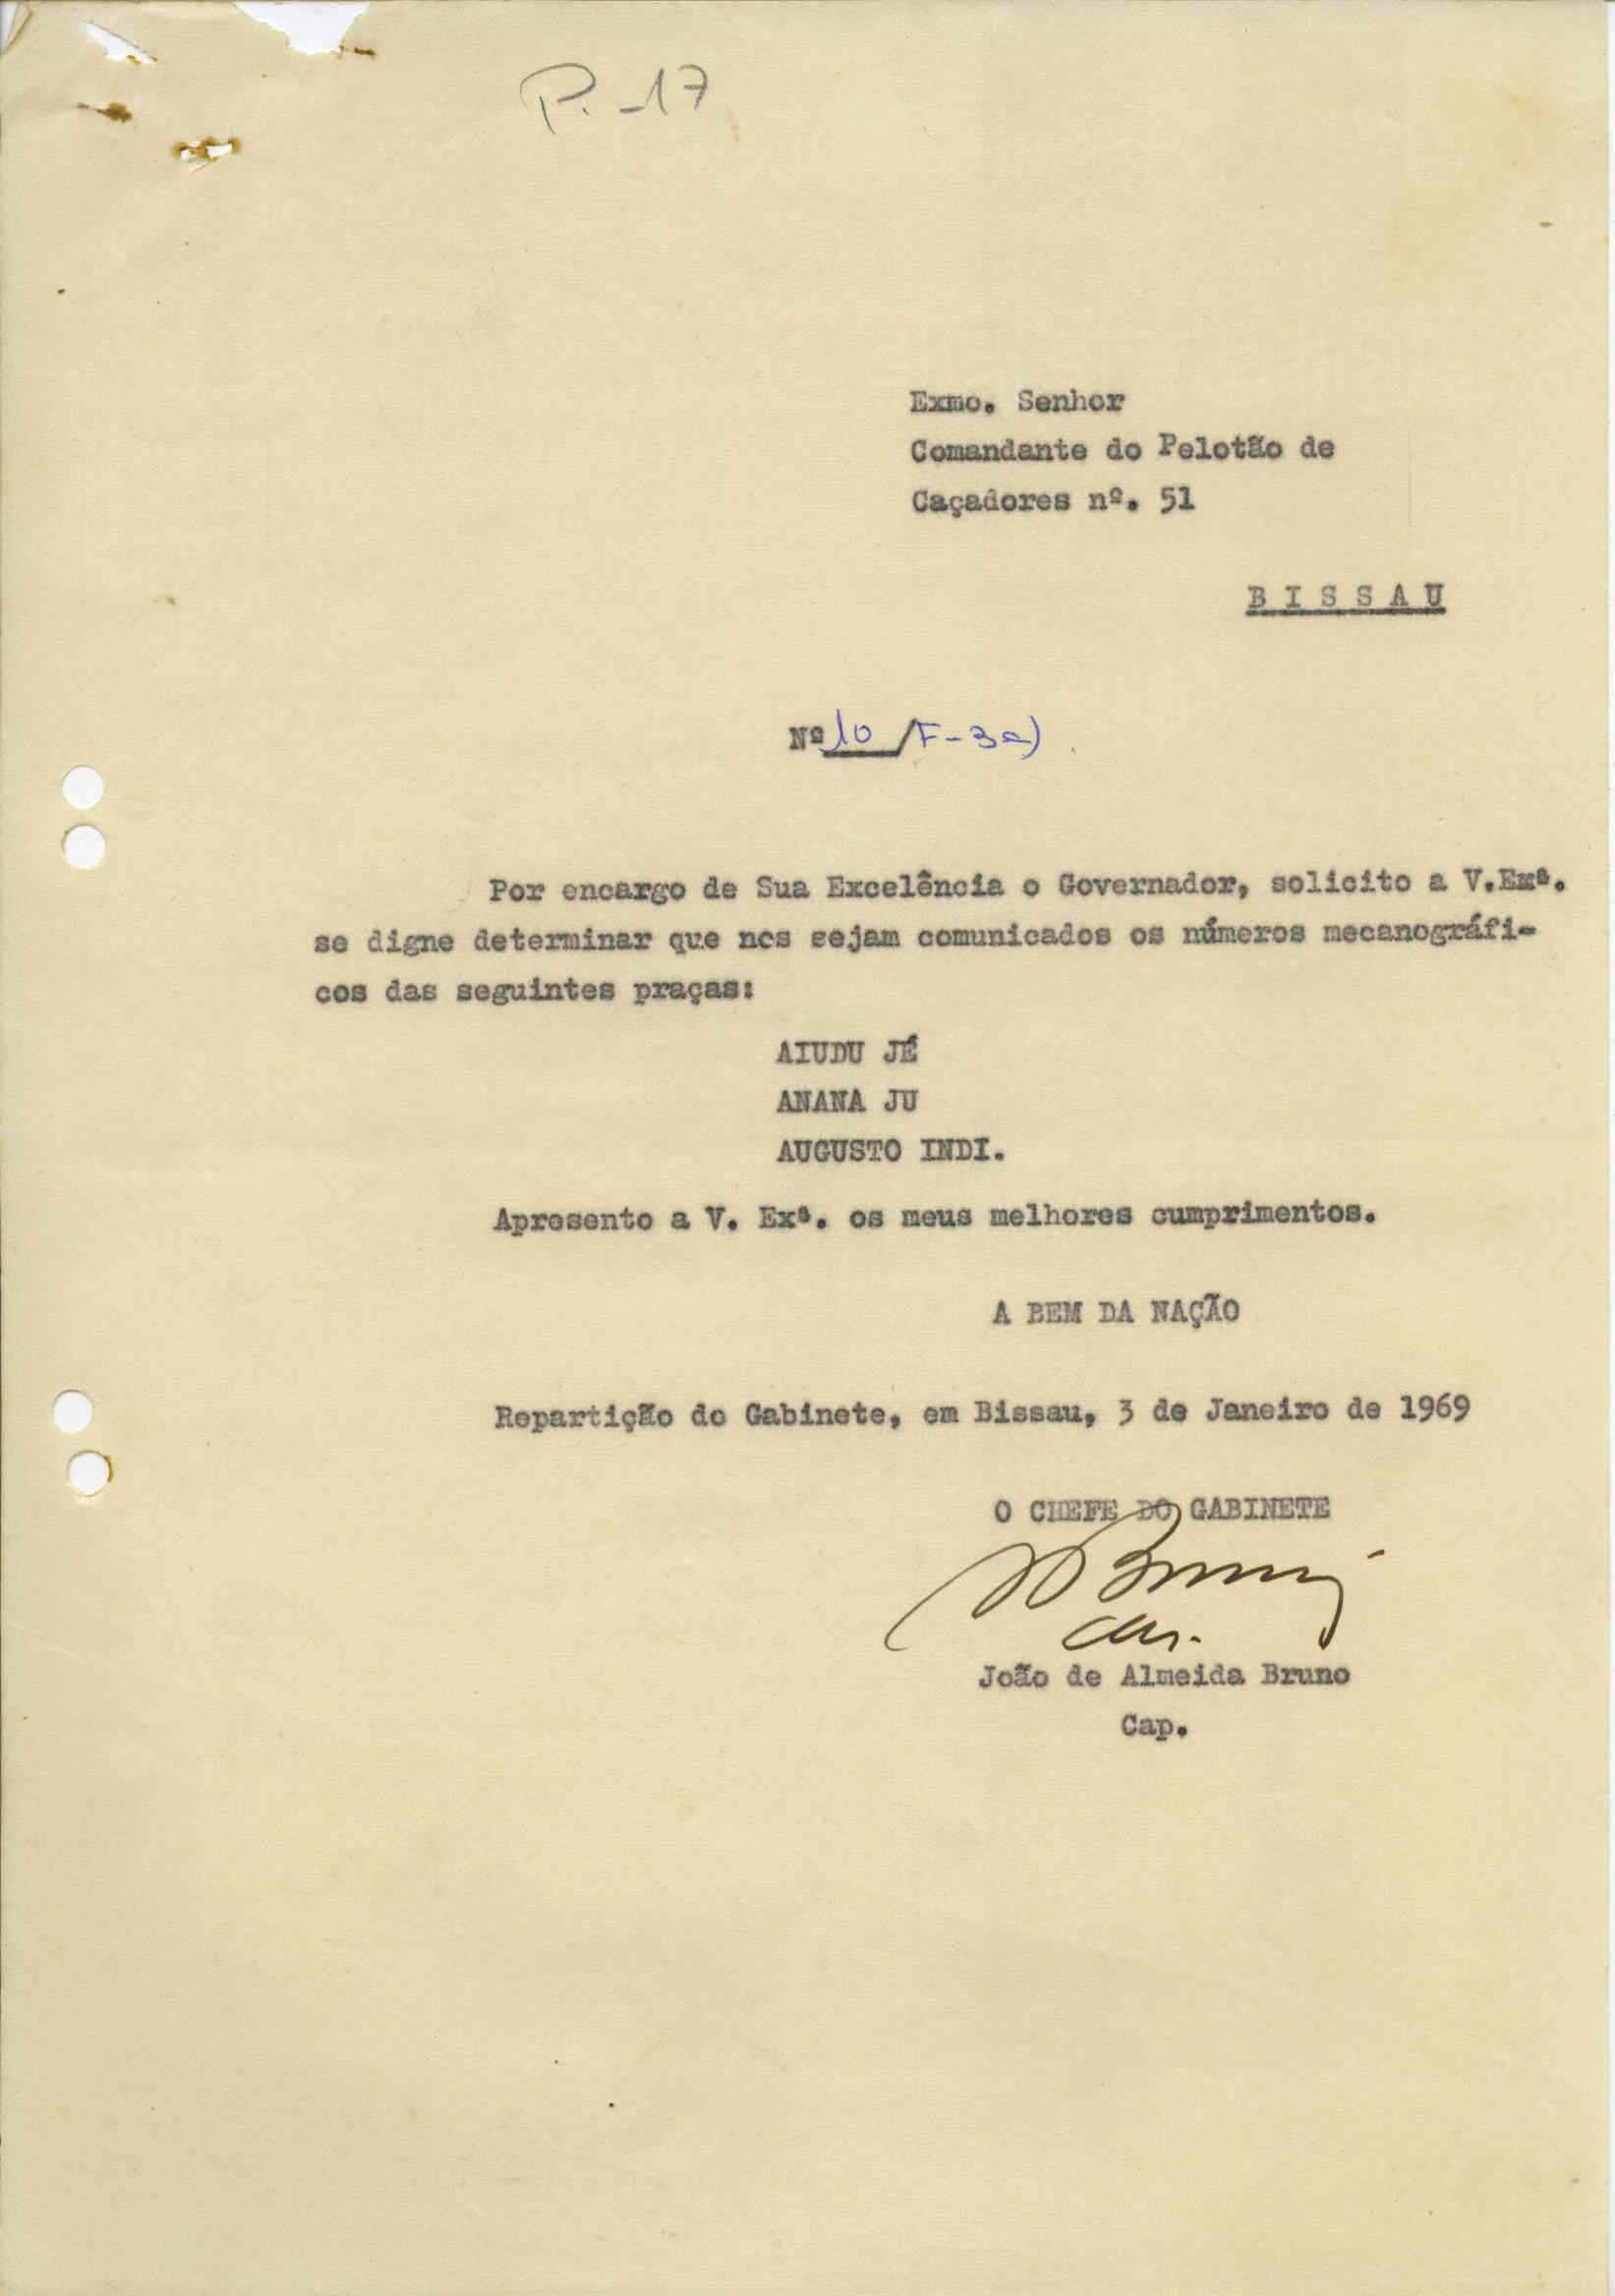 P. -17
Exmo. Senhor
Comandante do Pelotão de
Caçadores nº. 51
B I S S A U
Nº 10 /F-3a)
Por encargo de Sua Excelência o Governador, solicito a V.Exª.
se digne determinar que nos sejam comunicados os números mecanográfi-
cos das seguintes praças:
AIUDU JÉ
ANANA JU
AUGUSTO INDI.
Apresento a V. Exª. os meus melhores cumprimentos.
A BEM DA NAÇÃO
Repartição do Gabinete, em Bissau, 3 de Janeiro de 1969
O CHEFE DO GABINETE
João de Almeida Bruno
Cap.